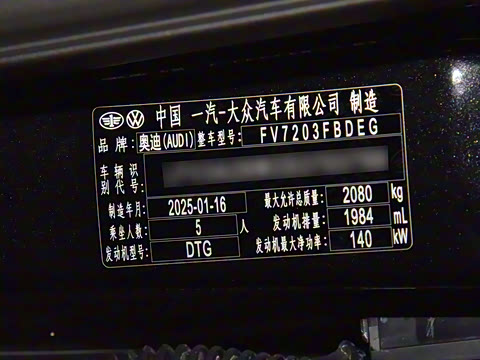 中国 一汽-大众汽车有限公司 制造
品牌: 奥迪(AUDI) 整车型号: FV7203FBDEG
车辆识别代号:
制造年月: 2025-01-16 最大允许总质量: 2080 kg
乘坐人数: 5 人 发动机排量: 1984 mL
发动机型号: DTG 发动机最大净功率: 140 kW